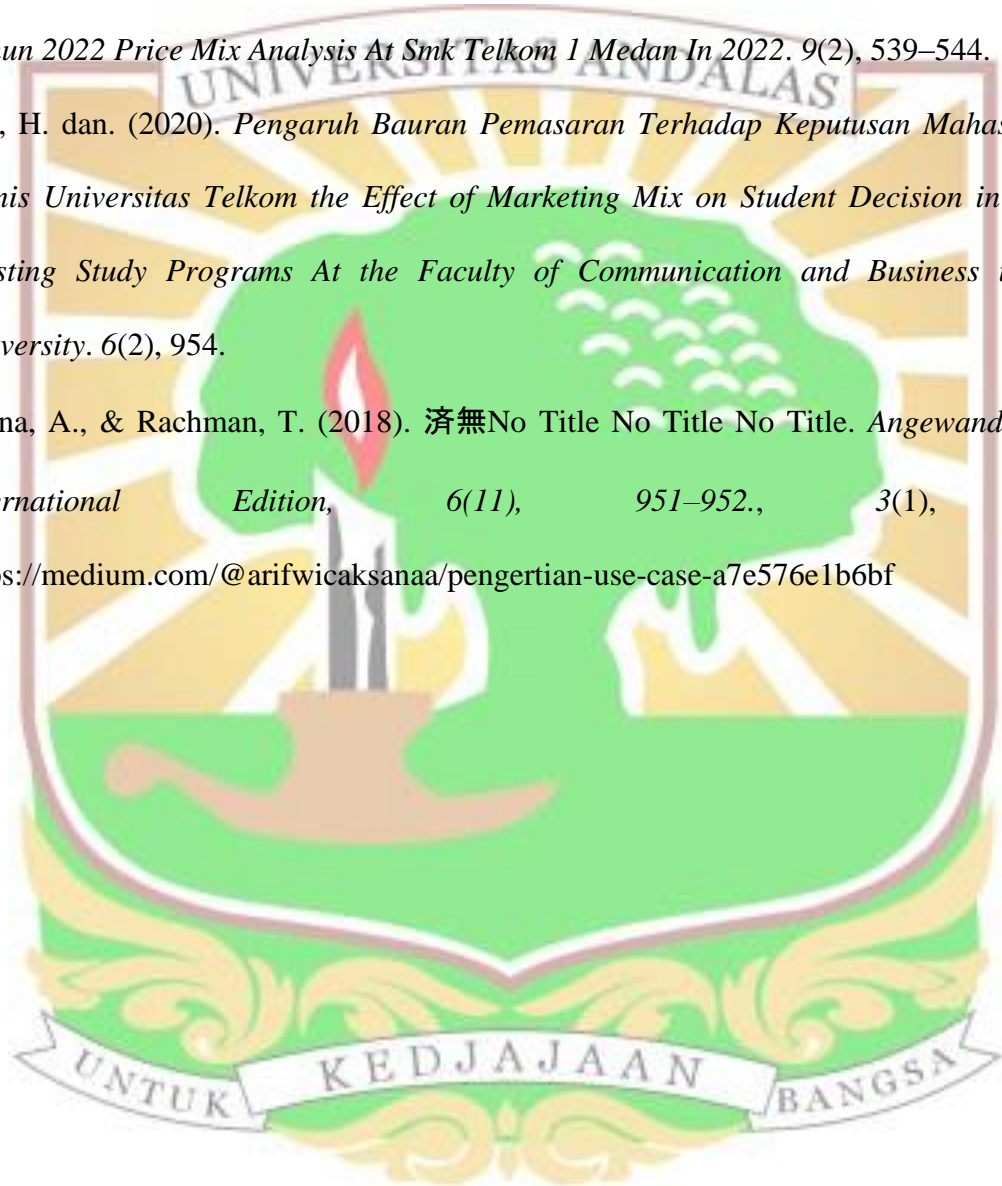 un 2022 Price Mix Analysis At Smk Telkom 1 Medan In 2022. 9(2), 539–544.
UNIVERSITAS ANDALAS
, H. dan. (2020). Pengaruh Bauran Pemasaran Terhadap Keputusan Mahas
nis Universitas Telkom the Effect of Marketing Mix on Student Decision in
sting Study Programs At the Faculty of Communication and Business i
versity. 6(2), 954.
na, A., & Rachman, T. (2018). 済無No Title No Title No Title. Angewand
ernational Edition, 6(11), 951–952., 3(1),
ps://medium.com/@arifwicaksanaa/pengertian-use-case-a7e576e1b6bf
UNTUK KEDJAJAAN BANGSA